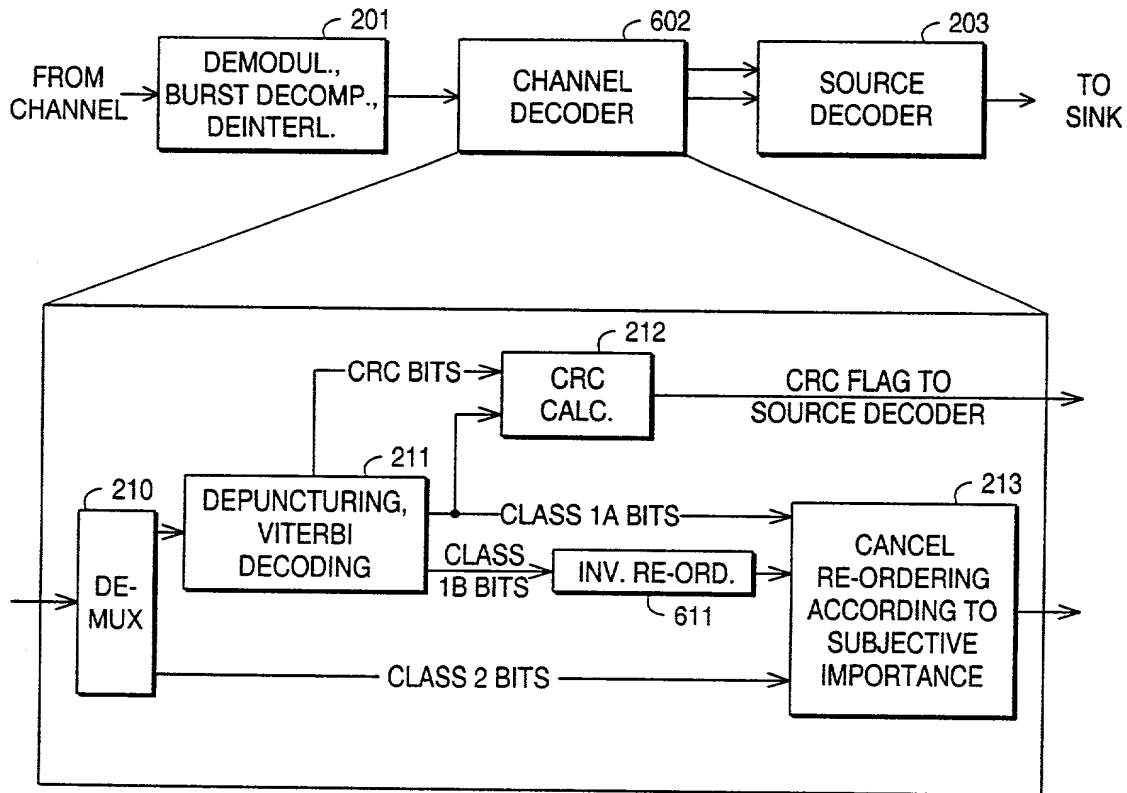 201
602
203
FROM
CHANNEL
DEMODUL.,
BURST DECOMP.,
DEINTERL.
CHANNEL
DECODER
SOURCE
DECODER
TO
SINK
212
CRC BITS
CRC
CALC.
CRC FLAG TO
SOURCE DECODER
210
211
213
DE-
MUX
DEPUNCTURING,
VITERBI
DECODING
CLASS 1A BITS
CLASS
1B BITS
INV. RE-ORD.
611
CANCEL
RE-ORDERING
ACCORDING TO
SUBJECTIVE
IMPORTANCE
CLASS 2 BITS